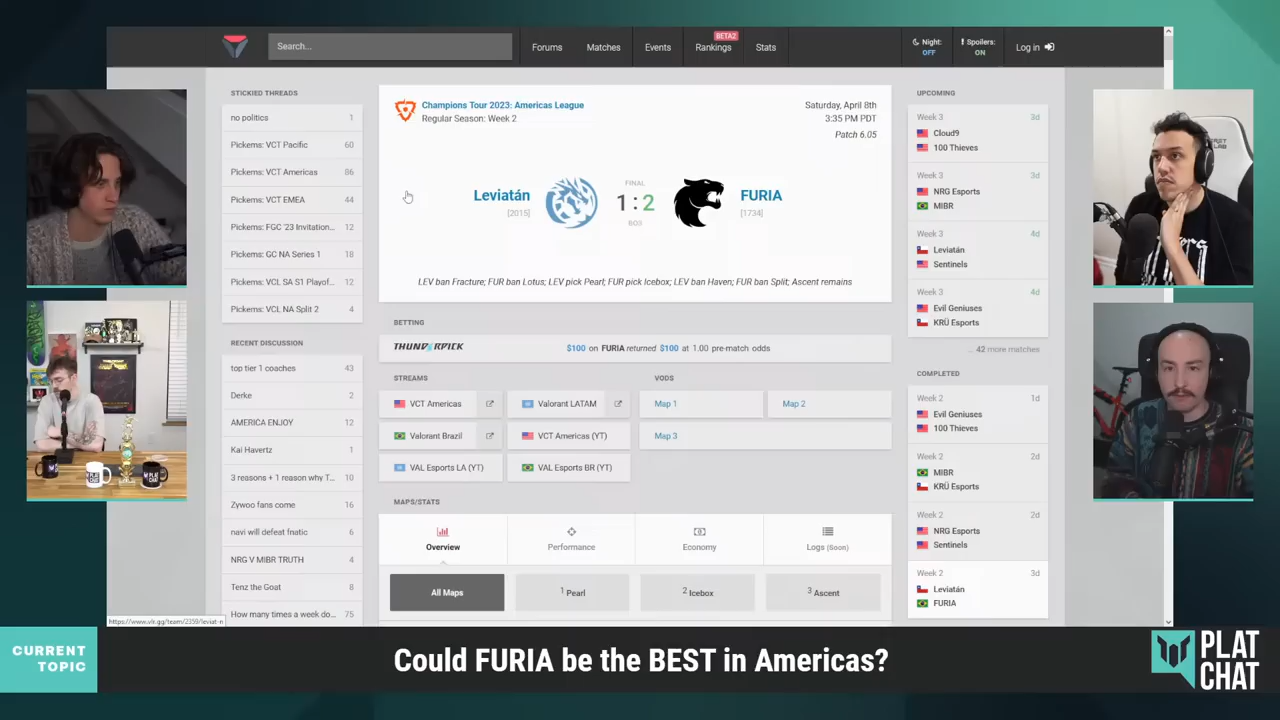 Search...
Forums
Matches
Events
Rankings
BETA2
Stats
Night:
OFF
Spoilers:
ON
Log in
STICKIED THREADS
no politics 1
Pickems: VCT Pacific 60
Pickems: VCT Americas 86
Pickems: VCT EMEA 44
Pickems: FGC '23 Invitation... 12
Pickems: GC NA Series 1 18
Pickems: VCL SA S1 Playof... 12
Pickems: VCL NA Split 2 4
RECENT DISCUSSION
top tier 1 coaches 43
Derke 2
AMERICA ENJOY 12
Kai Havertz 1
3 reasons + 1 reason why T... 10
Zywoo fans come 16
navi will defeat fnatic 6
NRG V MIBR TRUTH 4
Tenz the Goat 8
How many times a week do... 75
https://www.vlr.gg/team/2359/leviat-n
Champions Tour 2023: Americas League
Regular Season: Week 2
Saturday, April 8th
3:35 PM PDT
Patch 6.05
Leviatán
[2015]
FINAL
1 : 2
BO3
FURIA
[1734]
LEV ban Fracture; FUR ban Lotus; LEV pick Pearl; FUR pick Icebox; LEV ban Haven; FUR ban Split; Ascent remains
BETTING
THUNDERPICK
$100 on FURIA returned $100 at 1.00 pre-match odds
STREAMS
VCT Americas
Valorant LATAM
Valorant Brazil
VCT Americas (YT)
VAL Esports LA (YT)
VAL Esports BR (YT)
VODS
Map 1
Map 2
Map 3
MAPS/STATS
Overview
Performance
Economy
Logs (Soon)
All Maps
1 Pearl
2 Icebox
3 Ascent
UPCOMING
Week 3 3d
Cloud9
100 Thieves
Week 3 3d
NRG Esports
MIBR
Week 3 4d
Leviatán
Sentinels
Week 3 4d
Evil Geniuses
KRÜ Esports
... 42 more matches
COMPLETED
Week 2 1d
Evil Geniuses
100 Thieves
Week 2 2d
MIBR
KRÜ Esports
Week 2 2d
NRG Esports
Sentinels
Week 2 3d
Leviatán
FURIA
CURRENT
TOPIC
Could FURIA be the BEST in Americas?
PLAT
CHAT